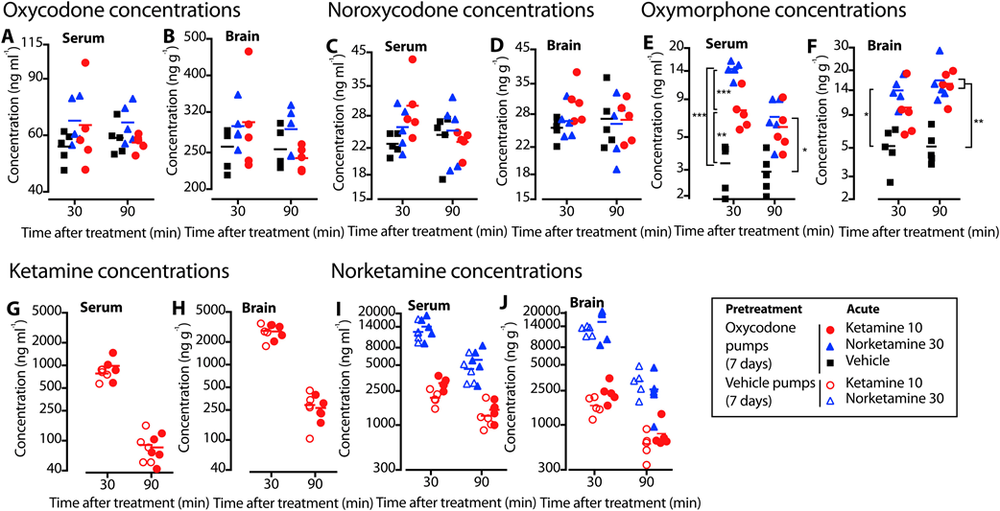 Oxycodone concentrations
Noroxycodone concentrations
Oxymorphone concentrations
A Serum
Concentration (ng ml⁻¹)
115
90
60
40
30 90
B Brain
Concentration (ng g⁻¹)
500
400
330
250
200
30 90
C Serum
Concentration (ng ml⁻¹)
45
35
28
22
18
15
30 90
D Brain
Concentration (ng g⁻¹)
45
35
28
22
18
15
30 90
E Serum
Concentration (ng ml⁻¹)
20
14
9
5
3
2
***
***
**
*
30 90
F Brain
Concentration (ng g⁻¹)
30
20
14
9
5
3
2
*
**
30 90
Time after treatment (min)
Time after treatment (min)
Time after treatment (min)
Time after treatment (min)
Time after treatment (min)
Time after treatment (min)
Ketamine concentrations
Norketamine concentrations
G Serum
Concentration (ng ml⁻¹)
5000
2000
1000
500
250
100
40
30 90
H Brain
Concentration (ng g⁻¹)
5000
2000
1000
500
250
100
40
30 90
I Serum
Concentration (ng ml⁻¹)
20000
8000
5000
2500
1000
300
30 90
J Brain
Concentration (ng g⁻¹)
20000
8000
5000
2500
1000
300
30 90
Time after treatment (min)
Time after treatment (min)
Time after treatment (min)
Time after treatment (min)
Pretreatment Acute
Oxycodone Ketamine 10
pumps Norketamine 30
(7 days) Vehicle
Vehicle pumps Ketamine 10
(7 days) Norketamine 30